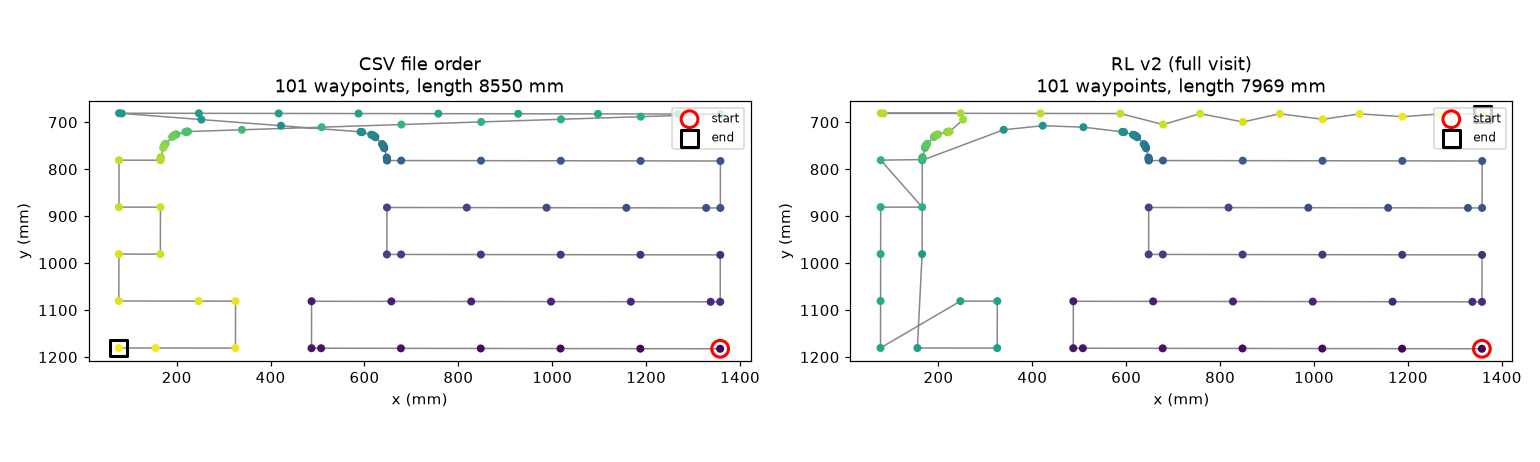 CSV file order
101 waypoints, length 8550 mm
start
end
700
800
900
1000
1100
1200
y (mm)
200
400
600
800
1000
1200
1400
x (mm)
RL v2 (full visit)
101 waypoints, length 7969 mm
start
end
700
800
900
1000
1100
1200
y (mm)
200
400
600
800
1000
1200
1400
x (mm)